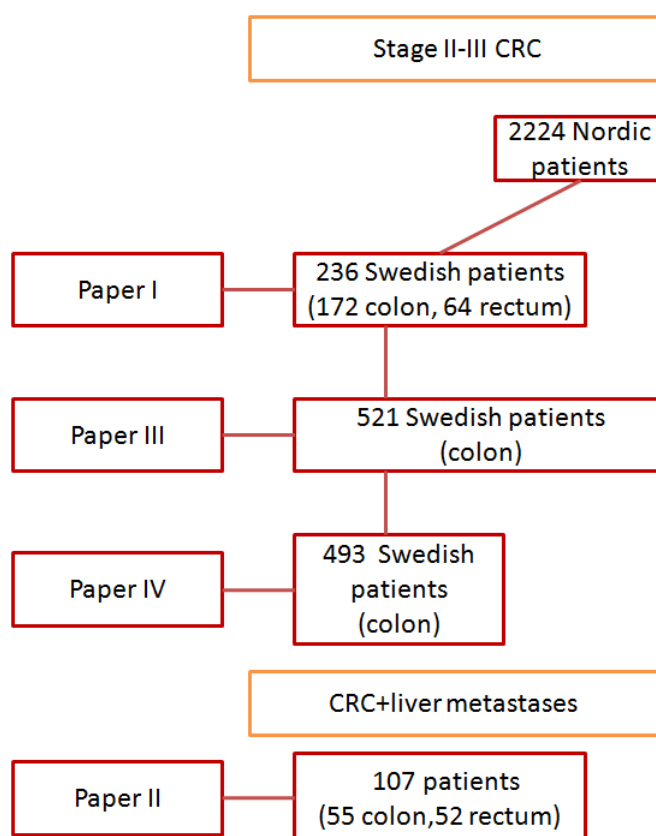 Stage II-III CRC
2224 Nordic
patients
Paper I
236 Swedish patients
(172 colon, 64 rectum)
Paper III
521 Swedish patients
(colon)
Paper IV
493 Swedish
patients
(colon)
CRC+liver metastases
Paper II
107 patients
(55 colon,52 rectum)